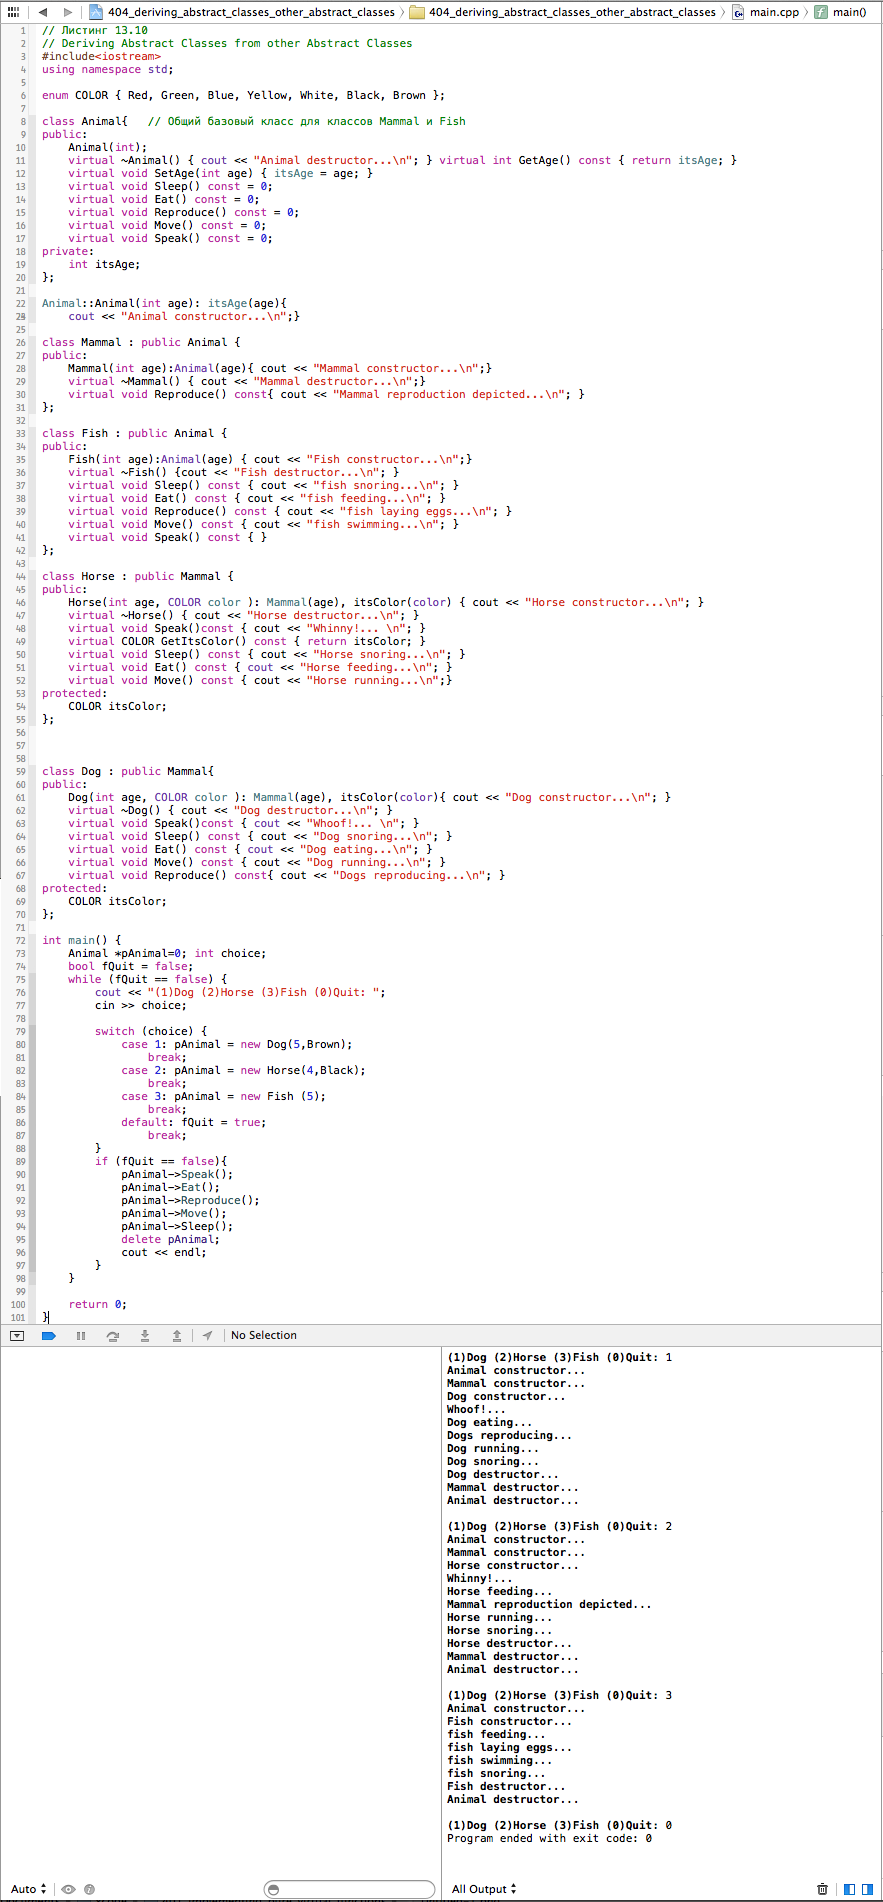 404_deriving_abstract_classes_other_abstract_classes 404_deriving_abstract_classes_other_abstract_classes main.cpp main()
1 // Листинг 13.10
2 // Deriving Abstract Classes from other Abstract Classes
3 #include<iostream>
4 using namespace std;
5
6 enum COLOR { Red, Green, Blue, Yellow, White, Black, Brown };
7
8 class Animal{ // Общий базовый класс для классов Mammal и Fish
9 public:
10 Animal(int);
11 virtual ~Animal() { cout << "Animal destructor...\n"; } virtual int GetAge() const { return itsAge; }
12 virtual void SetAge(int age) { itsAge = age; }
13 virtual void Sleep() const = 0;
14 virtual void Eat() const = 0;
15 virtual void Reproduce() const = 0;
16 virtual void Move() const = 0;
17 virtual void Speak() const = 0;
18 private:
19 int itsAge;
20 };
21
22 Animal::Animal(int age): itsAge(age){
cout << "Animal constructor...\n";}
25
26 class Mammal : public Animal {
27 public:
28 Mammal(int age):Animal(age){ cout << "Mammal constructor...\n";}
29 virtual ~Mammal() { cout << "Mammal destructor...\n";}
30 virtual void Reproduce() const{ cout << "Mammal reproduction depicted...\n"; }
31 };
32
33 class Fish : public Animal {
34 public:
35 Fish(int age):Animal(age) { cout << "Fish constructor...\n";}
36 virtual ~Fish() {cout << "Fish destructor...\n"; }
37 virtual void Sleep() const { cout << "fish snoring...\n"; }
38 virtual void Eat() const { cout << "fish feeding...\n"; }
39 virtual void Reproduce() const { cout << "fish laying eggs...\n"; }
40 virtual void Move() const { cout << "fish swimming...\n"; }
41 virtual void Speak() const { }
42 };
43
44 class Horse : public Mammal {
45 public:
46 Horse(int age, COLOR color ): Mammal(age), itsColor(color) { cout << "Horse constructor...\n"; }
47 virtual ~Horse() { cout << "Horse destructor...\n"; }
48 virtual void Speak()const { cout << "Whinny!... \n"; }
49 virtual COLOR GetItsColor() const { return itsColor; }
50 virtual void Sleep() const { cout << "Horse snoring...\n"; }
51 virtual void Eat() const { cout << "Horse feeding...\n"; }
52 virtual void Move() const { cout << "Horse running...\n";}
53 protected:
54 COLOR itsColor;
55 };
56
57
58
59 class Dog : public Mammal{
60 public:
61 Dog(int age, COLOR color ): Mammal(age), itsColor(color){ cout << "Dog constructor...\n"; }
62 virtual ~Dog() { cout << "Dog destructor...\n"; }
63 virtual void Speak()const { cout << "Whoof!... \n"; }
64 virtual void Sleep() const { cout << "Dog snoring...\n"; }
65 virtual void Eat() const { cout << "Dog eating...\n"; }
66 virtual void Move() const { cout << "Dog running...\n"; }
67 virtual void Reproduce() const{ cout << "Dogs reproducing...\n"; }
68 protected:
69 COLOR itsColor;
70 };
71
72 int main() {
73 Animal *pAnimal=0; int choice;
74 bool fQuit = false;
75 while (fQuit == false) {
76 cout << "(1)Dog (2)Horse (3)Fish (0)Quit: ";
77 cin >> choice;
78
79 switch (choice) {
80 case 1: pAnimal = new Dog(5,Brown);
81 break;
82 case 2: pAnimal = new Horse(4,Black);
83 break;
84 case 3: pAnimal = new Fish (5);
85 break;
86 default: fQuit = true;
87 break;
88 }
89 if (fQuit == false){
90 pAnimal->Speak();
91 pAnimal->Eat();
92 pAnimal->Reproduce();
93 pAnimal->Move();
94 pAnimal->Sleep();
95 delete pAnimal;
96 cout << endl;
97 }
98 }
99
100 return 0;
101 }
No Selection
(1)Dog (2)Horse (3)Fish (0)Quit: 1
Animal constructor...
Mammal constructor...
Dog constructor...
Whoof!...
Dog eating...
Dogs reproducing...
Dog running...
Dog snoring...
Dog destructor...
Mammal destructor...
Animal destructor...
(1)Dog (2)Horse (3)Fish (0)Quit: 2
Animal constructor...
Mammal constructor...
Horse constructor...
Whinny!...
Horse feeding...
Mammal reproduction depicted...
Horse running...
Horse snoring...
Horse destructor...
Mammal destructor...
Animal destructor...
(1)Dog (2)Horse (3)Fish (0)Quit: 3
Animal constructor...
Fish constructor...
fish feeding...
fish laying eggs...
fish swimming...
fish snoring...
Fish destructor...
Animal destructor...
(1)Dog (2)Horse (3)Fish (0)Quit: 0
Program ended with exit code: 0
Auto All Output